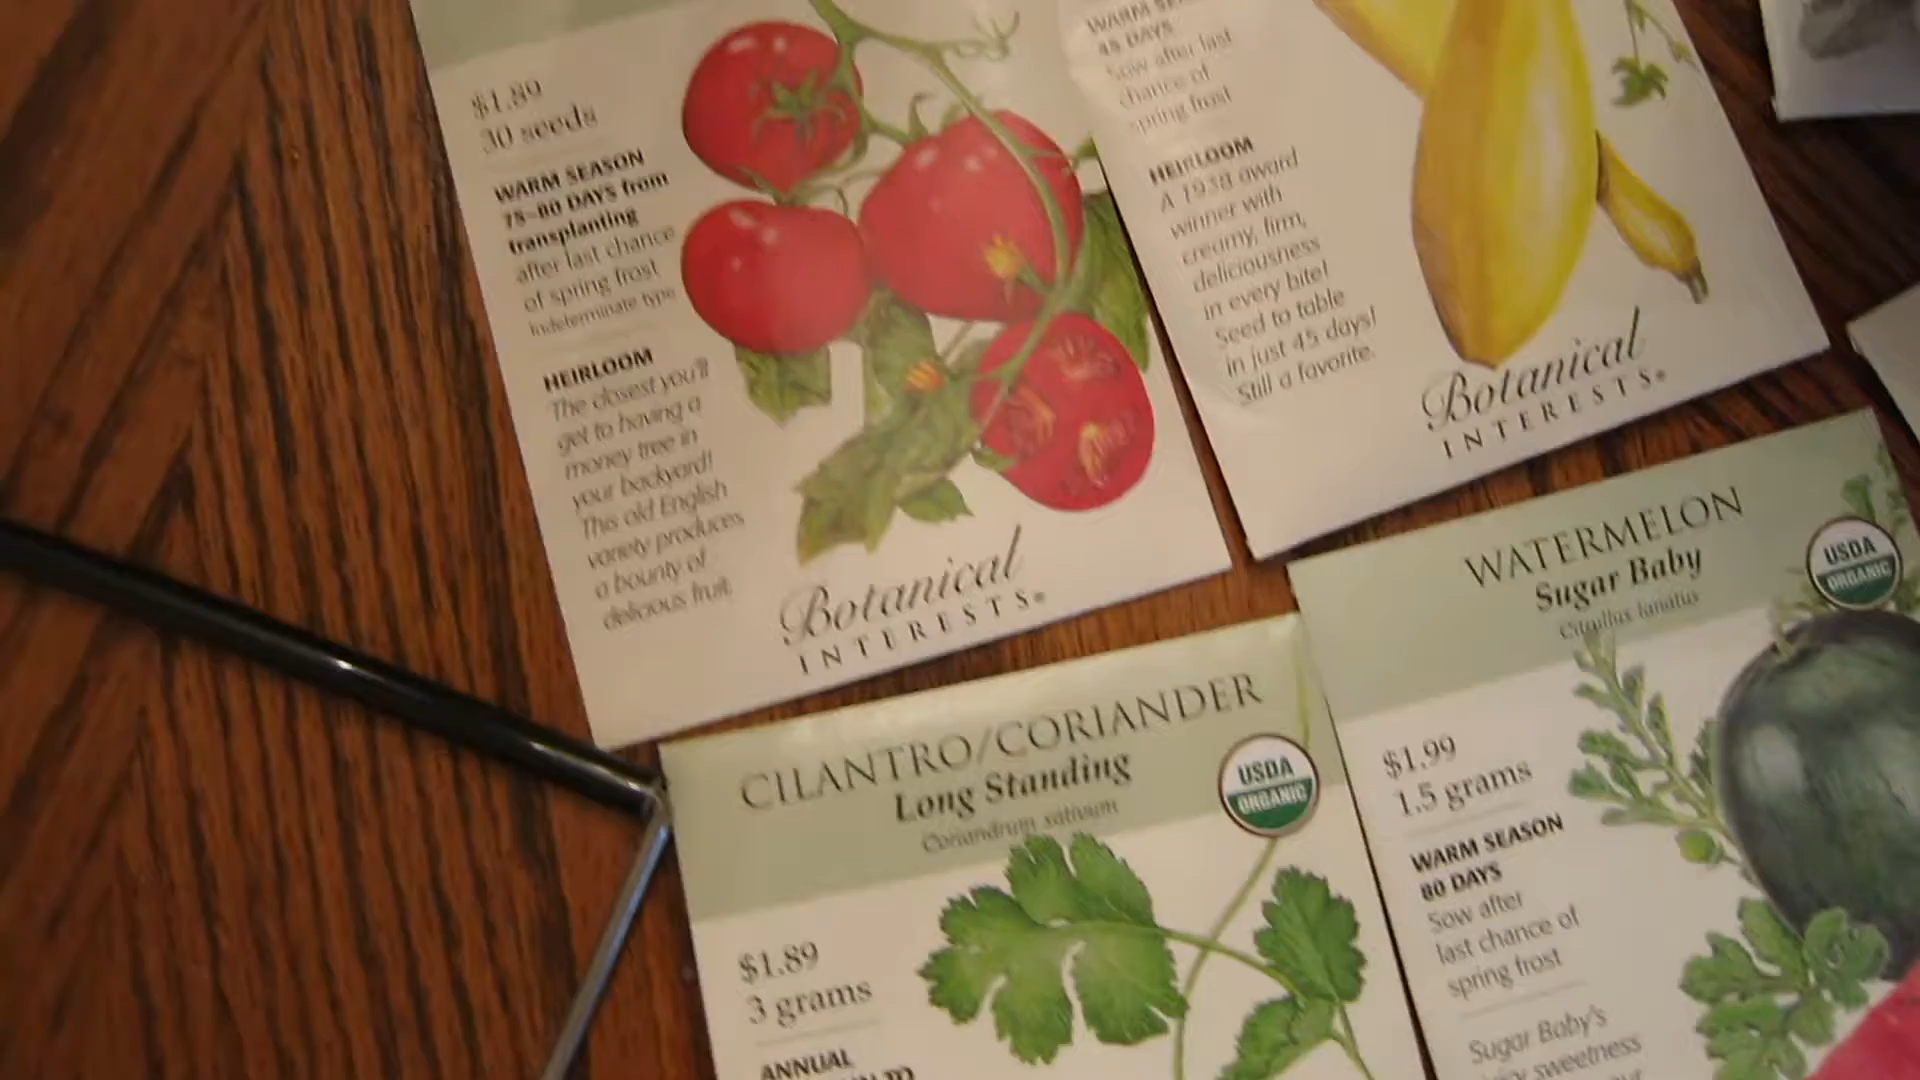 $1.89
30 seeds
WARM SEASON
75-80 DAYS from
transplanting
after last chance
of spring frost
Indeterminate type
HEIRLOOM
The closest you'll
get to having a
money tree in
your backyard!
This old English
variety produces
a bounty of
delicious fruit.
Botanical
INTERESTS®
WARM
45 DAYS
Sow after last
chance of
spring frost
HEIRLOOM
A 1938 award
winner with
creamy, firm,
deliciousness
in every bite!
Seed to table
in just 45 days!
Still a favorite.
Botanical
INTERESTS®
CILANTRO/CORIANDER
Long Standing
Coriandrum sativum
USDA
ORGANIC
$1.89
3 grams
ANNUAL
WATERMELON
Sugar Baby
Citrullus lanatus
USDA
ORGANIC
$1.99
1.5 grams
WARM SEASON
80 DAYS
Sow after
last chance of
spring frost
Sugar Baby's
sweetness